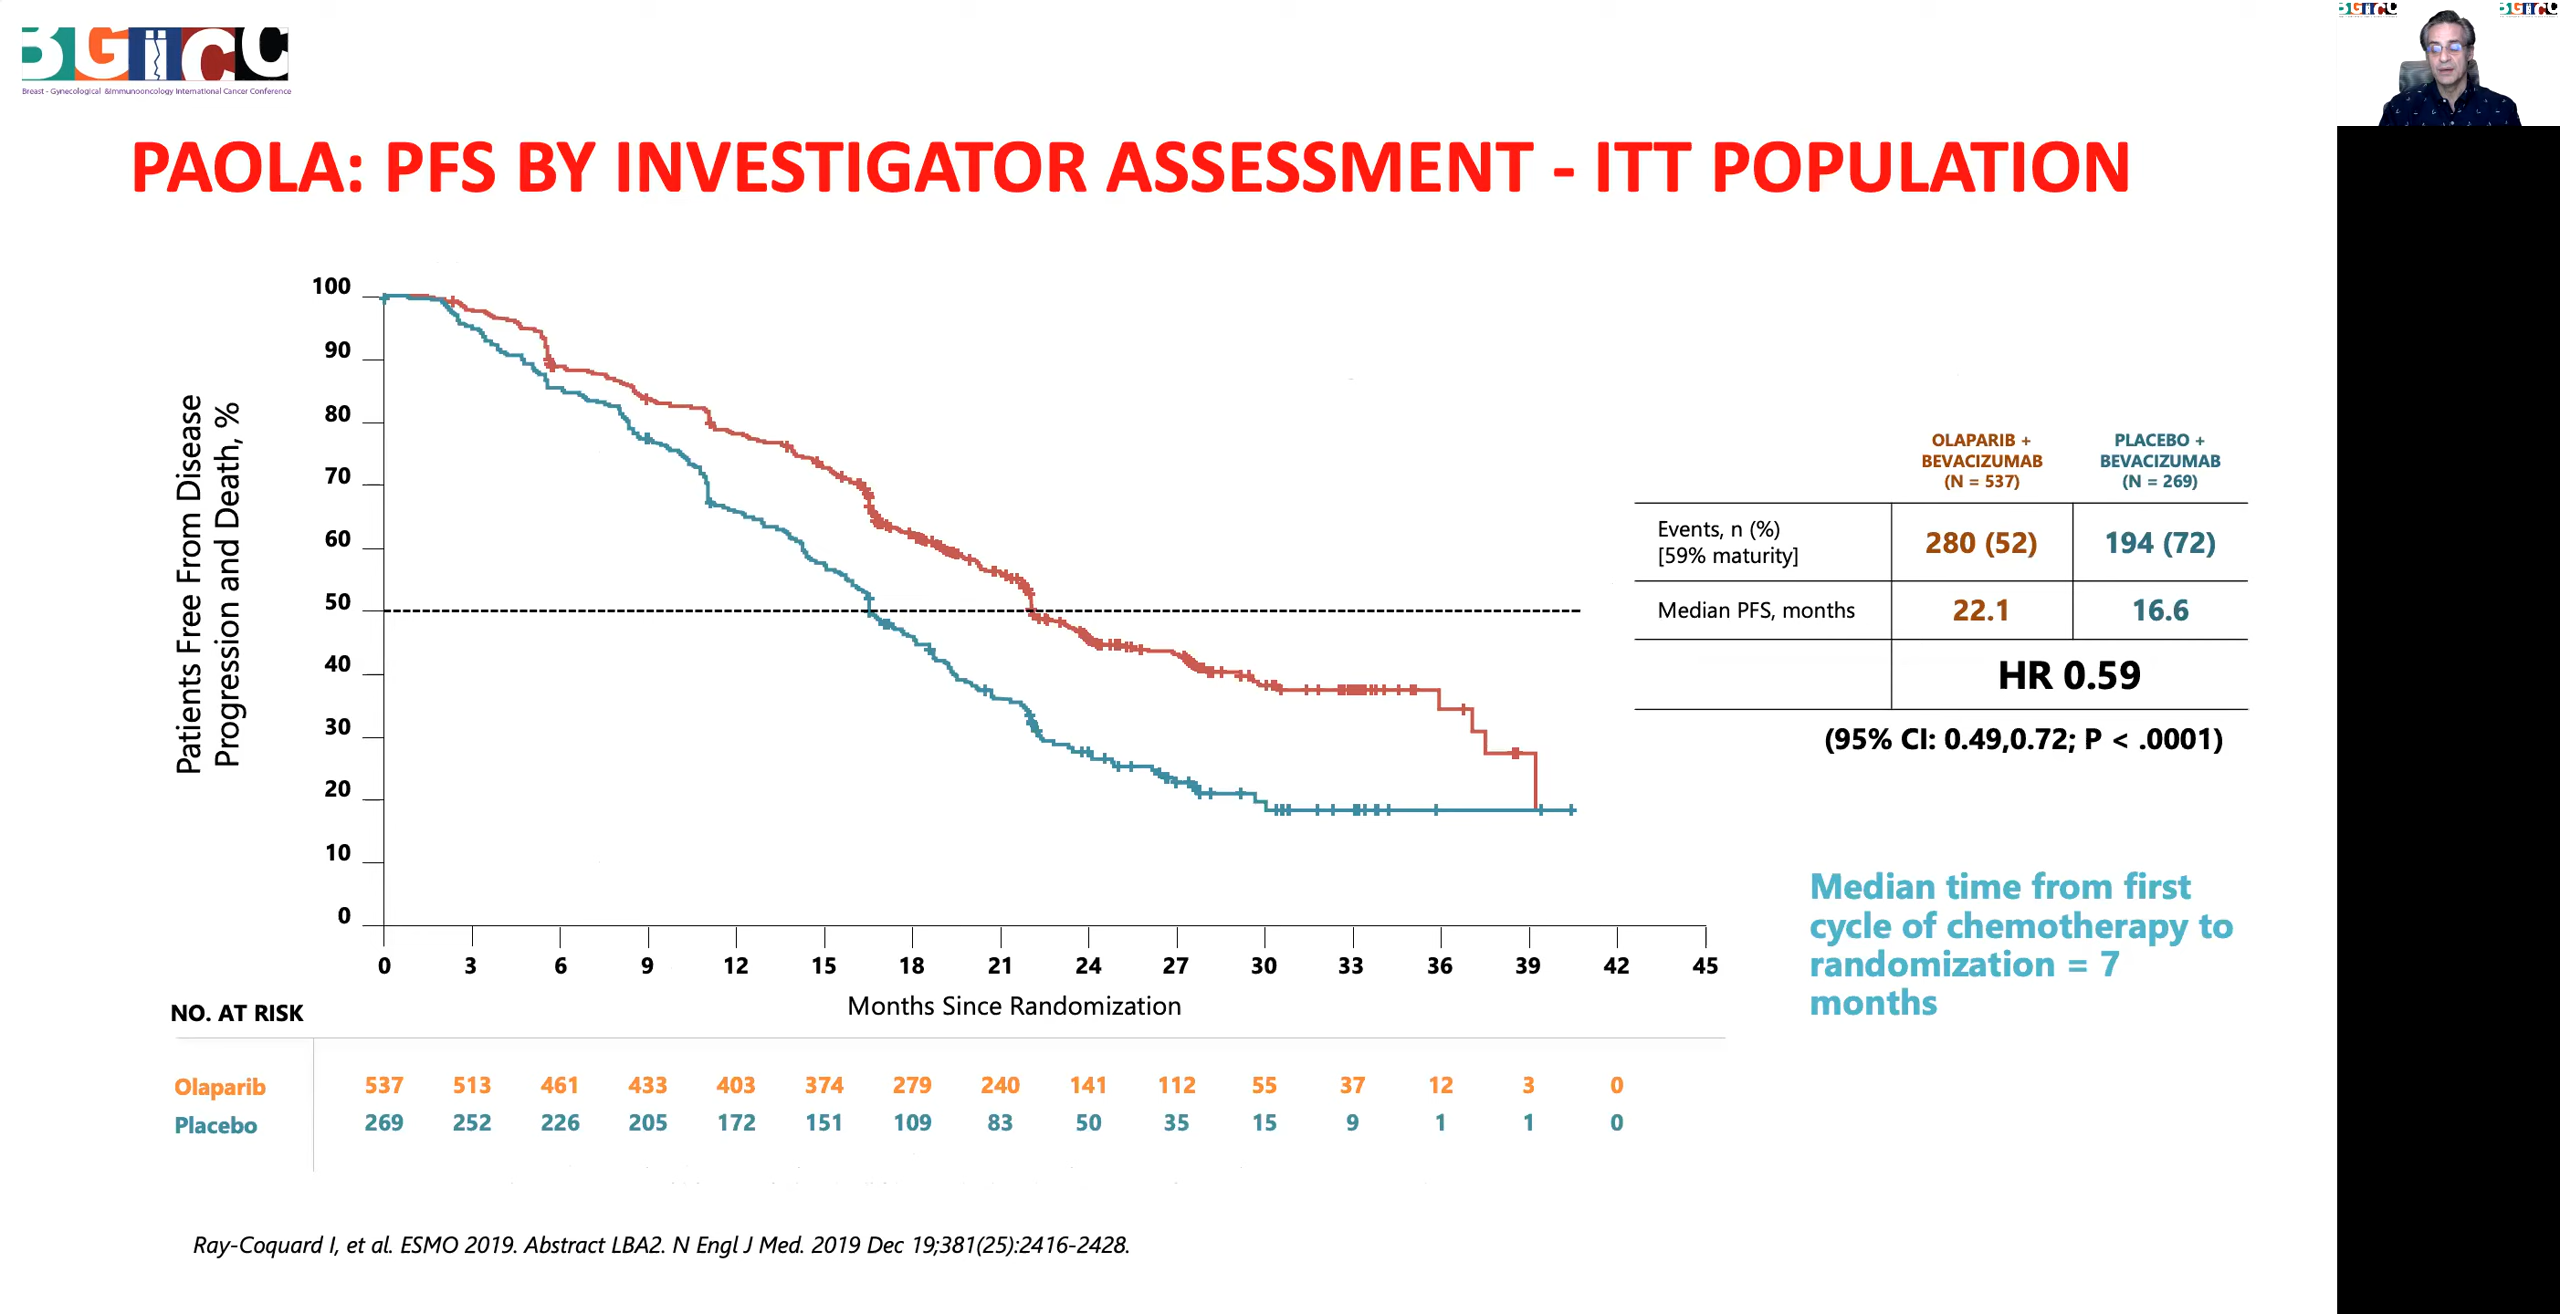 BGiCC
Breast - Gynecological &Immunooncology International Cancer Conference
BGiCC
BGiCC
PAOLA: PFS BY INVESTIGATOR ASSESSMENT - ITT POPULATION
Patients Free From Disease
Progression and Death, %
100
90
80
70
60
50
40
30
20
10
0
0 3 6 9 12 15 18 21 24 27 30 33 36 39 42 45
Months Since Randomization
OLAPARIB +
BEVACIZUMAB
(N = 537)
PLACEBO +
BEVACIZUMAB
(N = 269)
Events, n (%)
[59% maturity]
280 (52) 194 (72)
Median PFS, months 22.1 16.6
HR 0.59
(95% CI: 0.49,0.72; P < .0001)
Median time from first
cycle of chemotherapy to
randomization = 7
months
NO. AT RISK
Olaparib 537 513 461 433 403 374 279 240 141 112 55 37 12 3 0
Placebo 269 252 226 205 172 151 109 83 50 35 15 9 1 1 0
Ray-Coquard I, et al. ESMO 2019. Abstract LBA2. N Engl J Med. 2019 Dec 19;381(25):2416-2428.